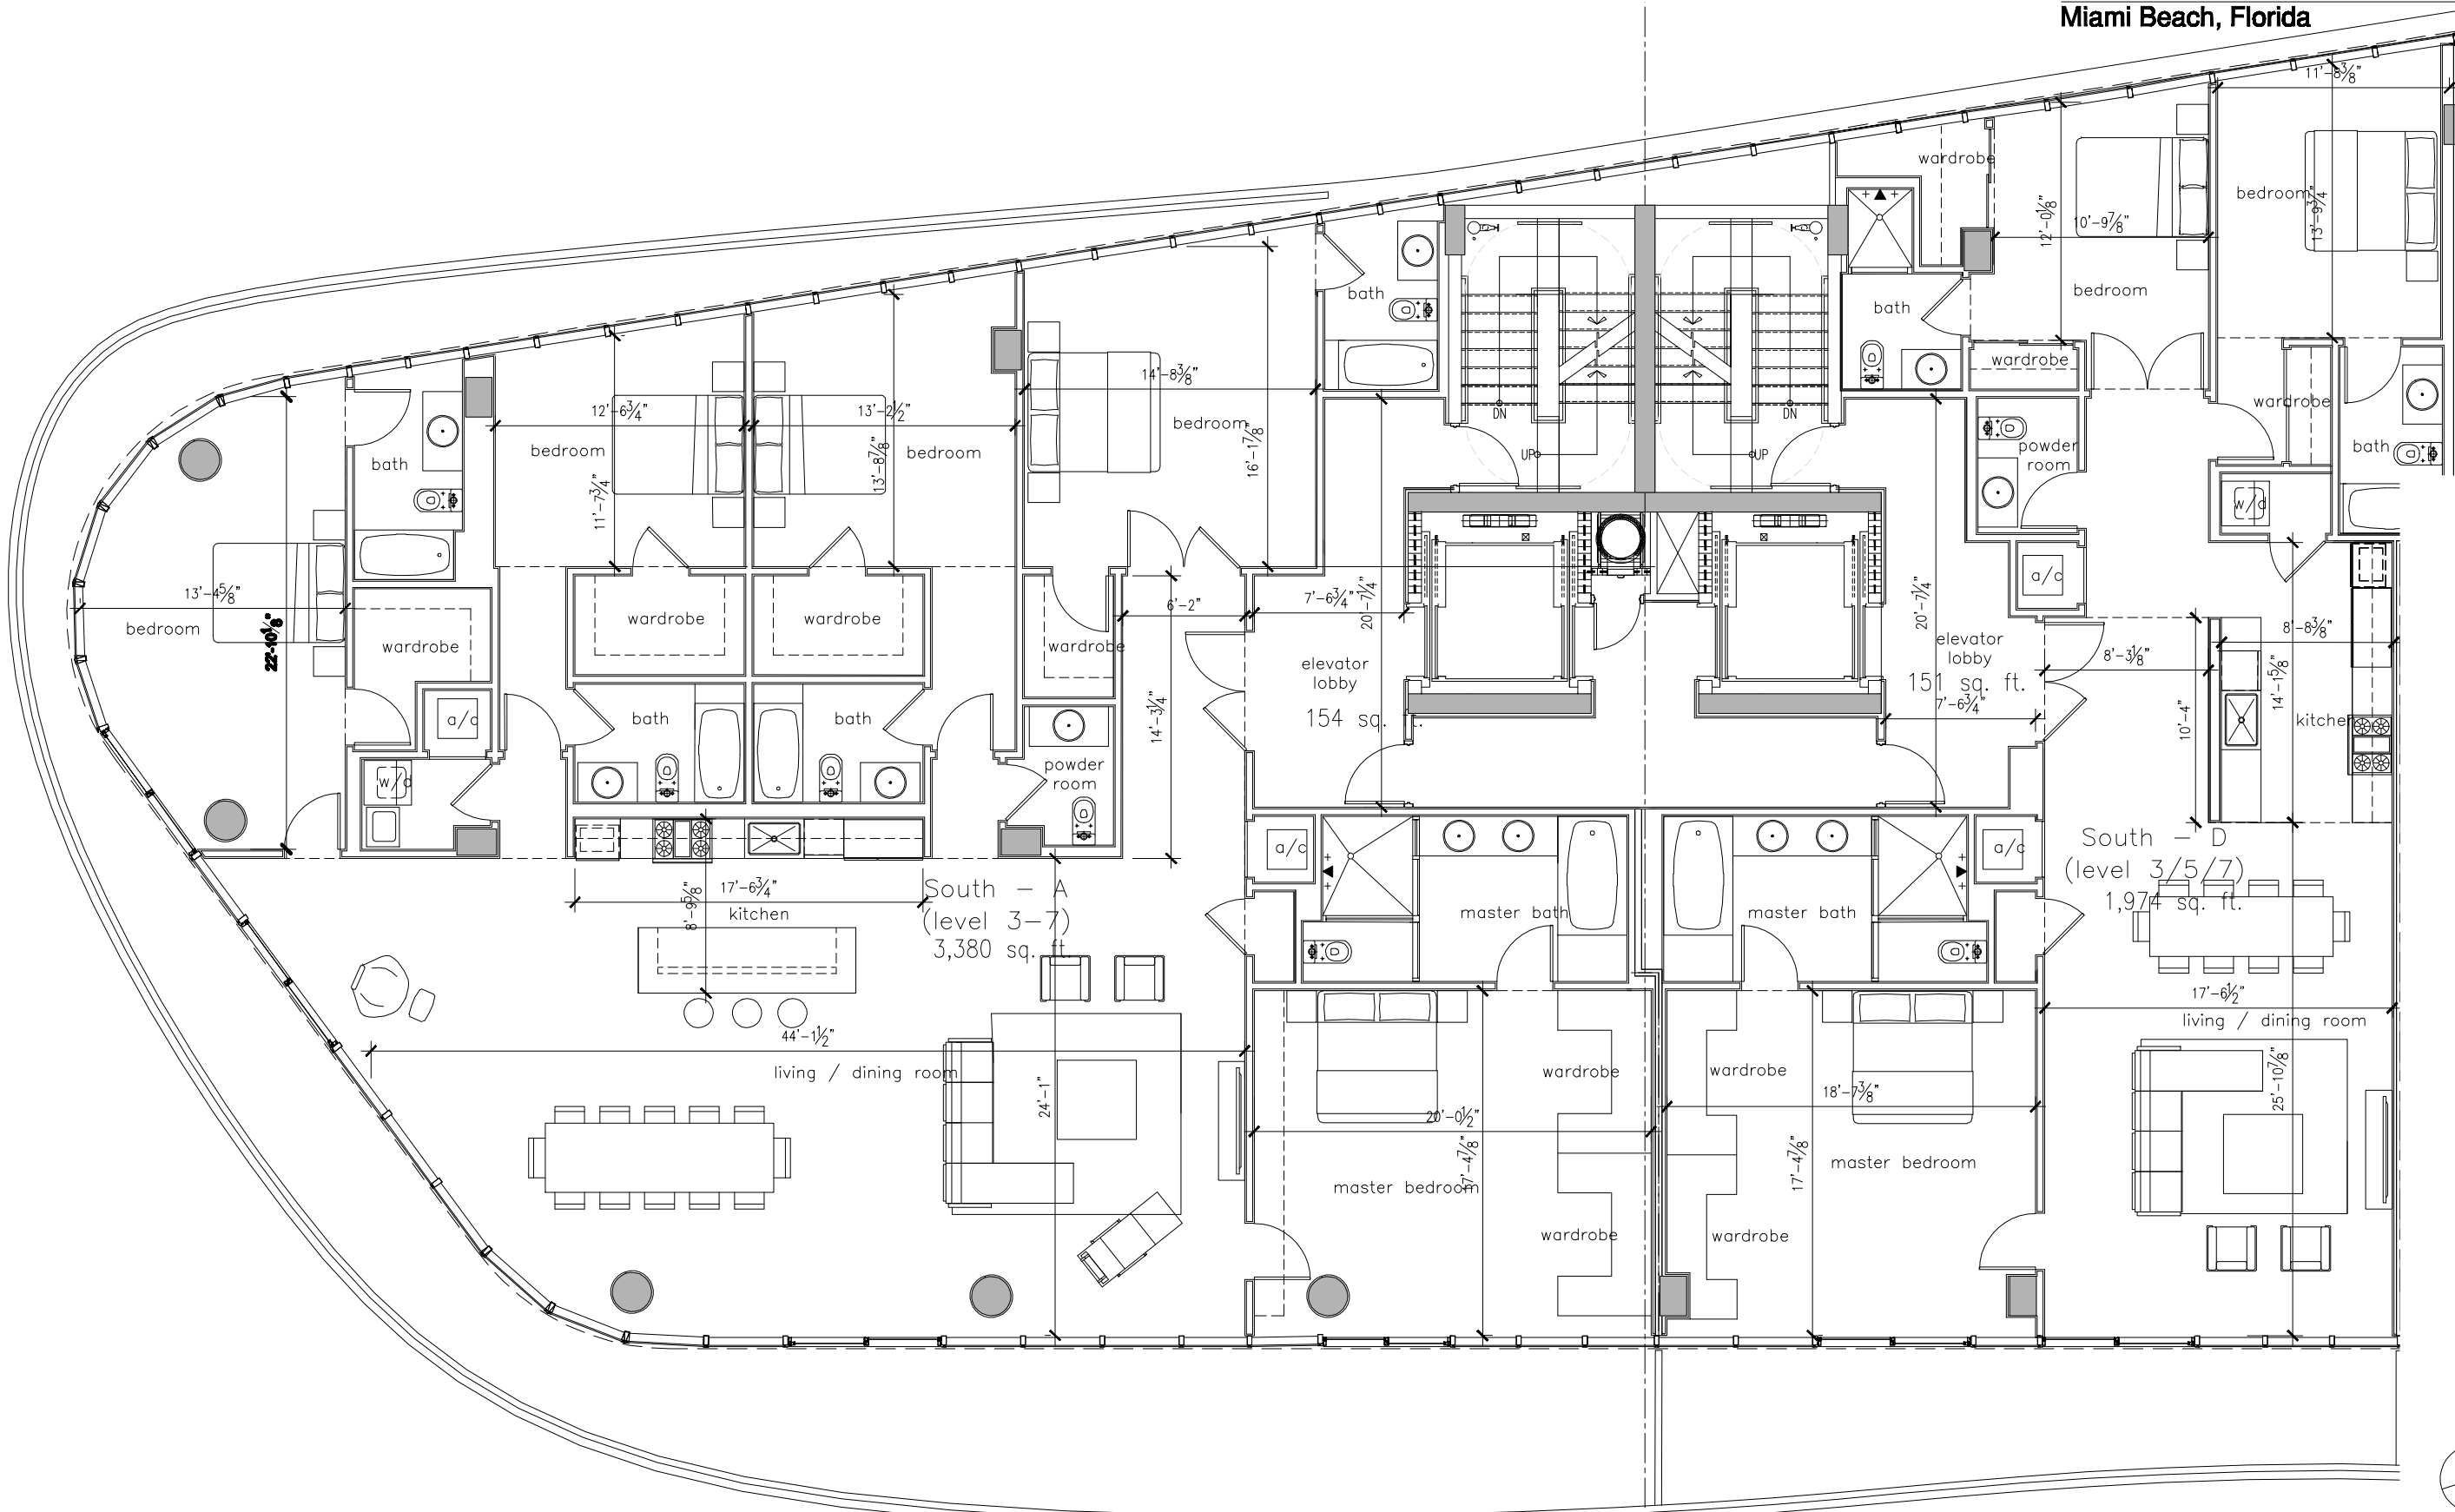 Miami Beach, Florida
11'-8⅜"
wardrobe
bedroom
13'-9¾"
12'-0⅛"
10'-9⅞"
bedroom
bath
bath
wardrobe
wardrobe
14'-8⅜"
bedroom
16'-1⅞"
12'-6¾"
13'-2½"
bedroom
bedroom
11'-7¾"
13'-8⅞"
DN
DN
UP
UP
powder
room
bath
bath
w/d
a/c
13'-4⅝"
bedroom
22'-10⅛"
wardrobe
wardrobe
wardrobe
wardrobe
6'-2"
7'-6¾"
20'-7¼"
20'-7¼"
elevator
lobby
154 sq. ft.
elevator
lobby
151 sq. ft.
7'-6¾"
8'-3⅛"
8'-8⅜"
14'-1⅝"
10'-4"
kitchen
a/c
bath
bath
14'-3¼"
w/d
powder
room
South - A
(level 3-7)
3,380 sq. ft.
17'-6¾"
kitchen
8'-9⅝"
a/c
a/c
master bath
master bath
South - D
(level 3/5/7)
1,974 sq. ft.
17'-6½"
living / dining room
44'-1½"
living / dining room
24'-1"
wardrobe
wardrobe
20'-0½"
18'-7⅜"
17'-4⅞"
17'-4⅞"
25'-10⅞"
master bedroom
master bedroom
wardrobe
wardrobe